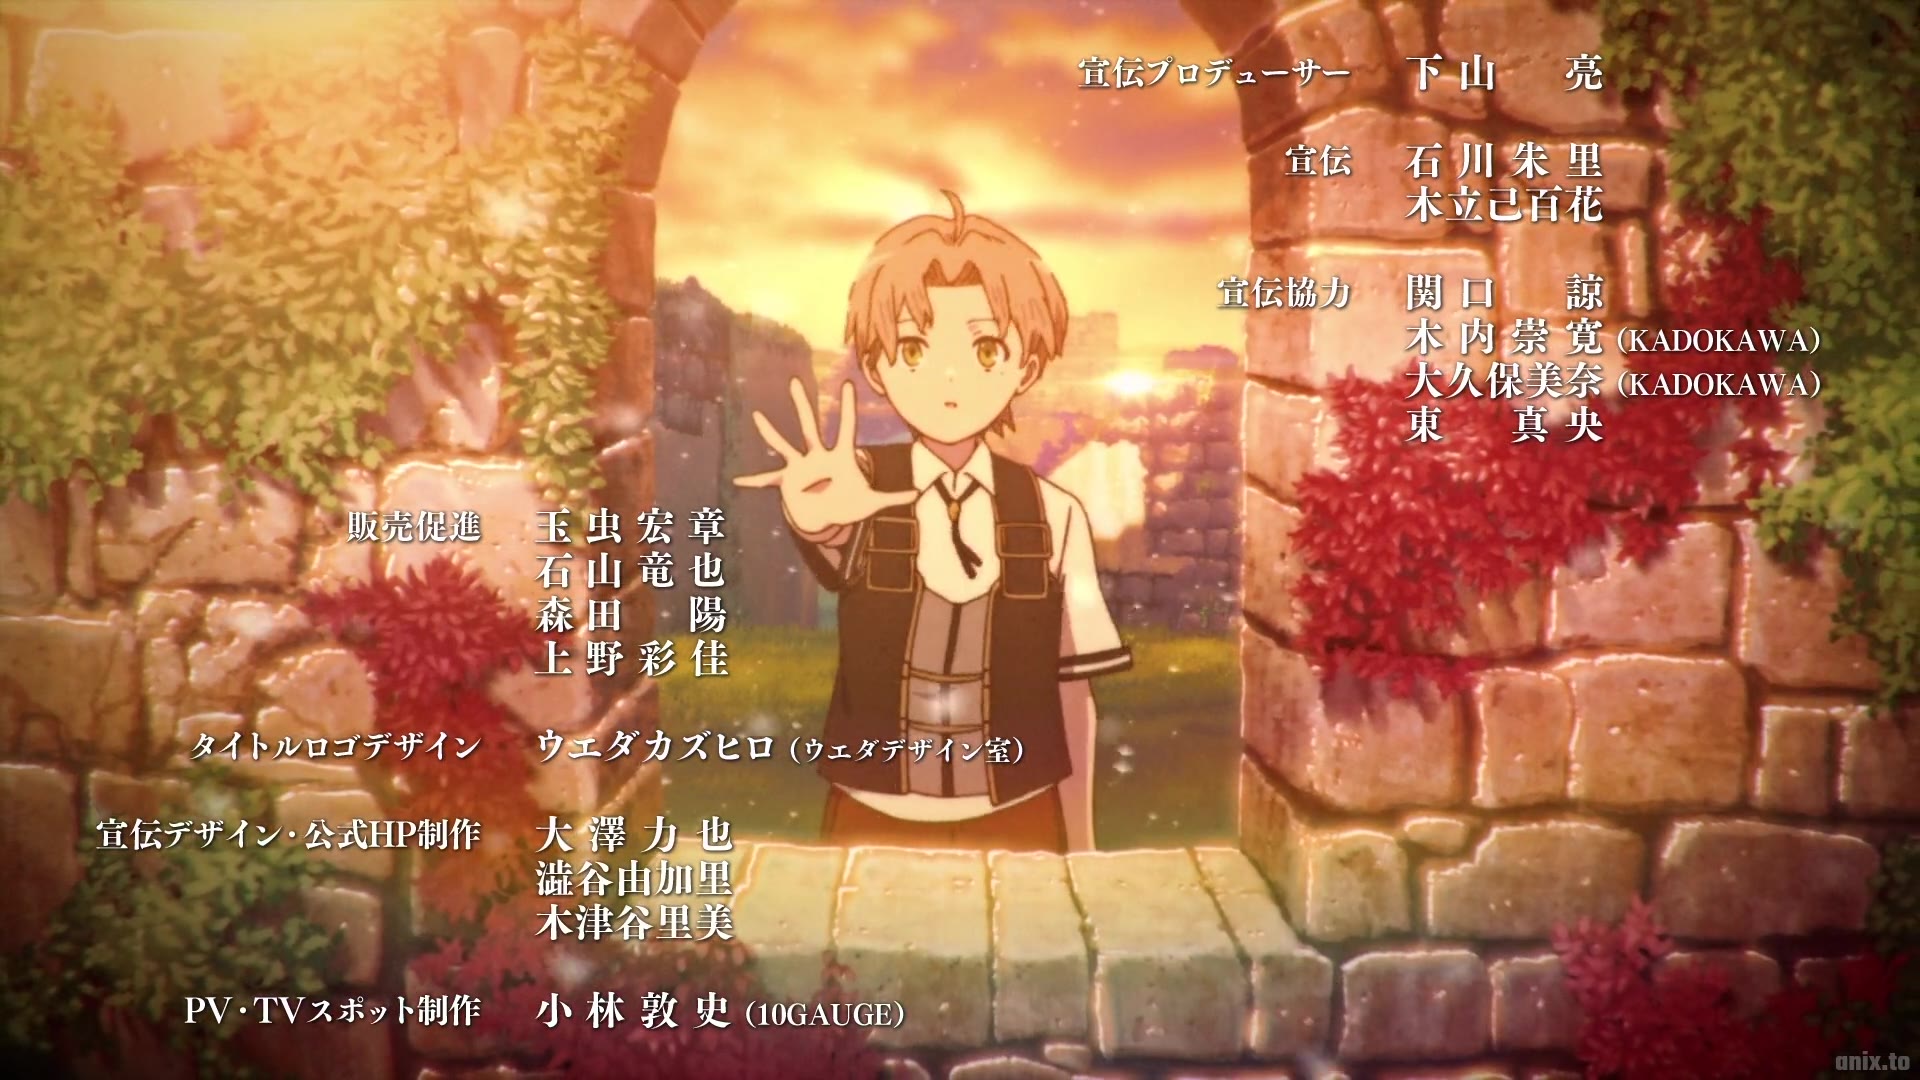 宣伝プロデューサー 下山 亮
宣伝 石川朱里
木立己百花
宣伝協力 関口 諒
木内崇寛(KADOKAWA)
大久保美奈(KADOKAWA)
東 真央
販売促進 玉虫宏章
石山竜也
森田 陽
上野彩佳
タイトルロゴデザイン ウエダカズヒロ(ウエダデザイン室)
宣伝デザイン・公式HP制作 大澤力也
澁谷由加里
木津谷里美
PV・TVスポット制作 小林敦史(10GAUGE)
anix.to